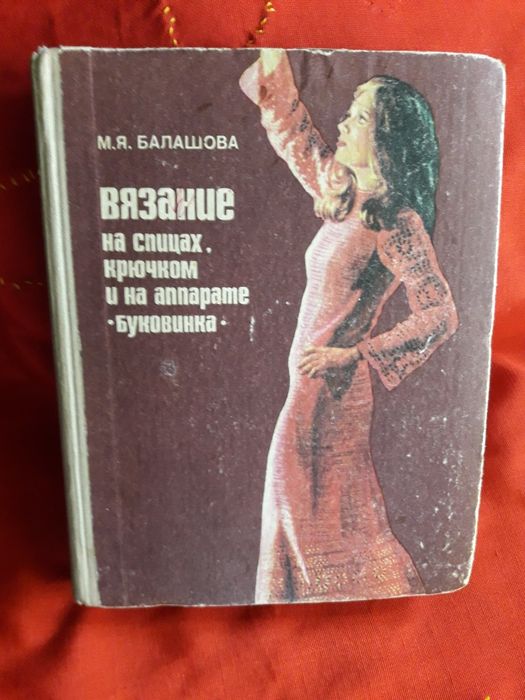 М.Я. БАЛАШОВА
ВЯЗАНИЕ
на спицах,
крючком
и на аппарате
•Буковинка•